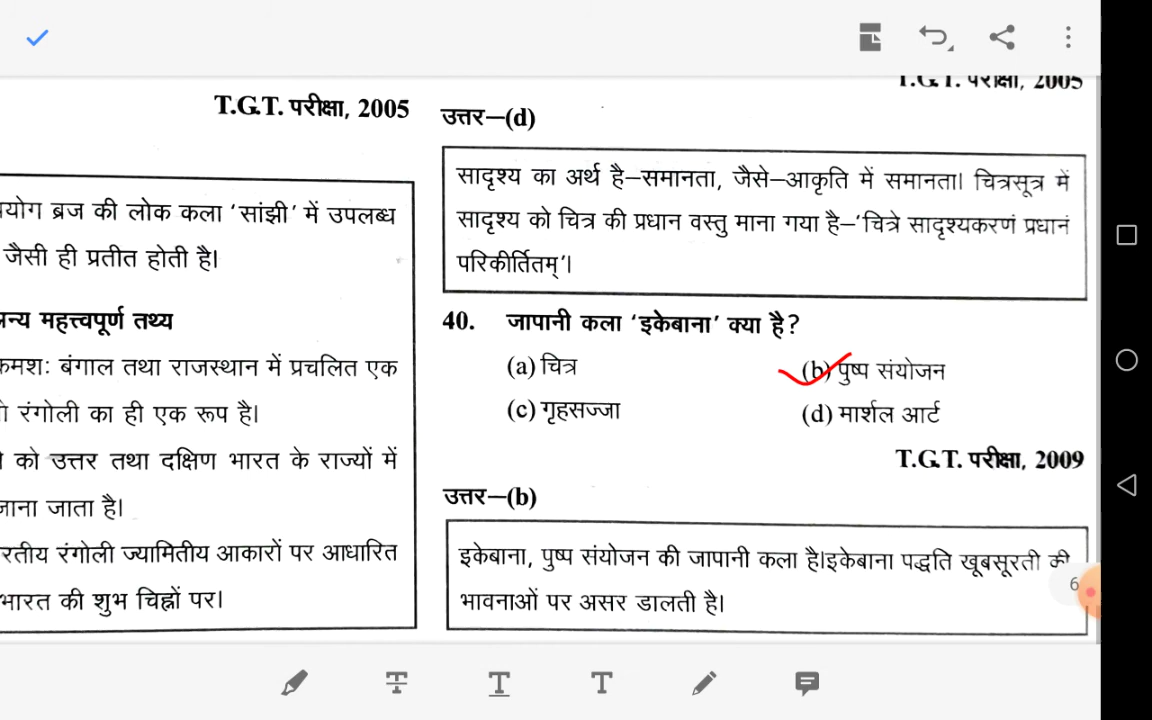 T.G.T. परीक्षा, 2005
योग ब्रज की लोक कला 'सांझी' में उपलब्ध
जैसी ही प्रतीत होती है।
अन्य महत्त्वपूर्ण तथ्य
क्रमशः बंगाल तथा राजस्थान में प्रचलित एक
रंगोली का ही एक रूप है।
को उत्तर तथा दक्षिण भारत के राज्यों में
जाना जाता है।
रतीय रंगोली ज्यामितीय आकारों पर आधारित
भारत की शुभ चिह्नों पर।
T.G.T. परीक्षा, 2005
उत्तर–(d)
सादृश्य का अर्थ है–समानता, जैसे–आकृति में समानता। चित्रसूत्र में
सादृश्य को चित्र की प्रधान वस्तु माना गया है–'चित्रे सादृश्यकरणं प्रधानं
परिकीर्तितम्'।
40. जापानी कला 'इकेबाना' क्या है?
(a) चित्र (b) पुष्प संयोजन
(c) गृहसज्जा (d) मार्शल आर्ट
T.G.T. परीक्षा, 2009
उत्तर–(b)
इकेबाना, पुष्प संयोजन की जापानी कला है।इकेबाना पद्धति खूबसूरती की
भावनाओं पर असर डालती है।
6